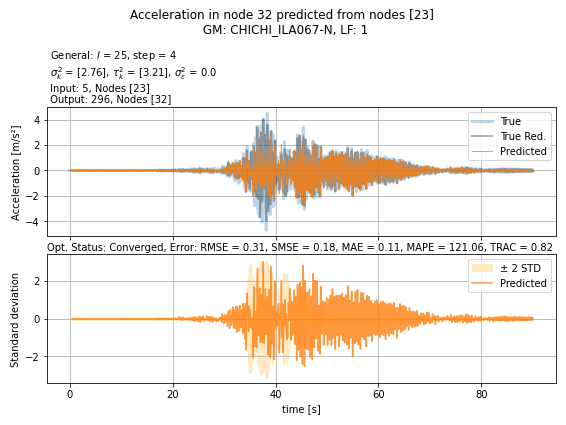 Acceleration in node 32 predicted from nodes [23]
GM: CHICHI_ILA067-N, LF: 1
General: l = 25, step = 4
σ²ₖ = [2.76], τ²ₖ = [3.21], σ²ₑ = 0.0
Input: 5, Nodes [23]
Output: 296, Nodes [32]
Acceleration [m/s²]
4
2
0
−2
−4
True
True Red.
Predicted
Opt. Status: Converged, Error: RMSE = 0.31, SMSE = 0.18, MAE = 0.11, MAPE = 121.06, TRAC = 0.82
Standard deviation
2
0
−2
± 2 STD
Predicted
0 20 40 60 80
time [s]